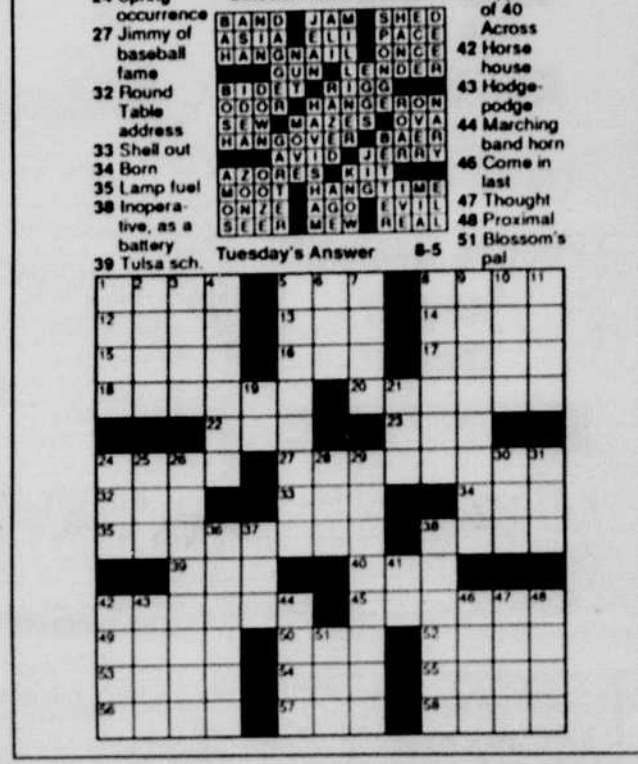 24 Spring
occurrence
27 Jimmy of
baseball
fame
32 Round
Table
address
33 Shell out
34 Born
35 Lamp fuel
38 Inopera-
tive, as a
battery
39 Tulsa sch.
BAND JAM SHED
ASIA ELI PACE
HANGNAIL ONCE
GUN LENDER
BIDET RIGG
ODOR HANGERON
SEW MAZES OVA
HANGOVER BAER
AVID JERRY
AZORES KIT
MOOT HANGTIME
ONZE AGO EVIL
SEER MEW REAL
Tuesday's Answer 8-5
of 40
Across
42 Horse
house
43 Hodge-
podge
44 Marching
band horn
46 Come in
last
47 Thought
48 Proximal
51 Blossom's
pal
1 2 3 4 5 6 7 8 9 10 11
12 13 14
15 16 17
18 19 20 21
22 23
24 25 26 27 28 29 30 31
32 33 34
35 36 37 38
39 40 41
42 43 44 45 46 47 48
49 50 51 52
53 54 55
56 57 58